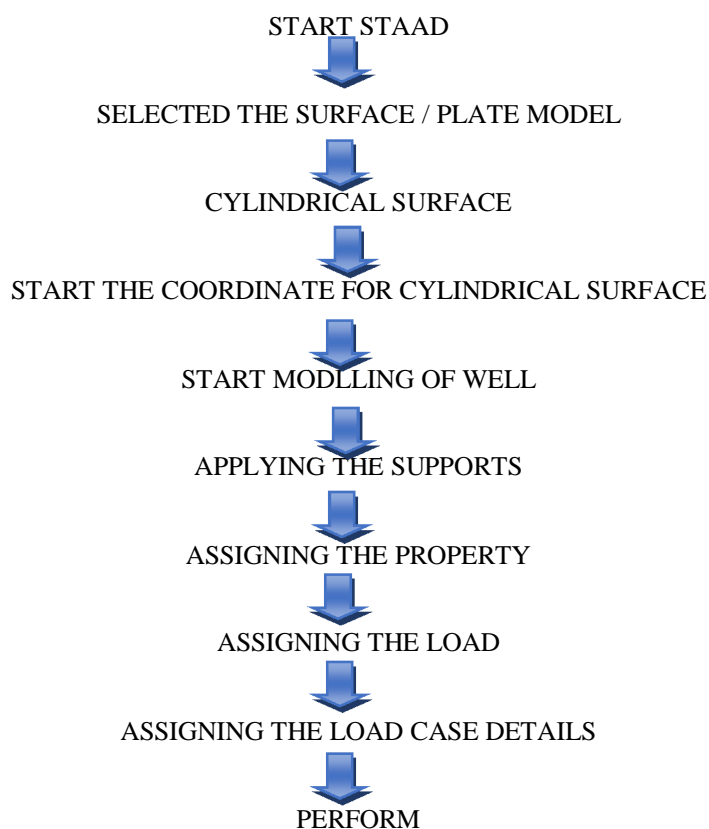 START STAAD
SELECTED THE SURFACE / PLATE MODEL
CYLINDRICAL SURFACE
START THE COORDINATE FOR CYLINDRICAL SURFACE
START MODLLING OF WELL
APPLYING THE SUPPORTS
ASSIGNING THE PROPERTY
ASSIGNING THE LOAD
ASSIGNING THE LOAD CASE DETAILS
PERFORM